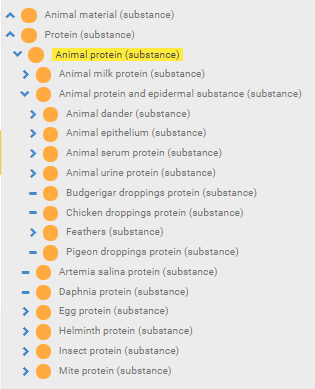 Animal material (substance)
Protein (substance)
Animal protein (substance)
Animal milk protein (substance)
Animal protein and epidermal substance (substance)
Animal dander (substance)
Animal epithelium (substance)
Animal serum protein (substance)
Animal urine protein (substance)
Budgerigar droppings protein (substance)
Chicken droppings protein (substance)
Feathers (substance)
Pigeon droppings protein (substance)
Artemia salina protein (substance)
Daphnia protein (substance)
Egg protein (substance)
Helminth protein (substance)
Insect protein (substance)
Mite protein (substance)